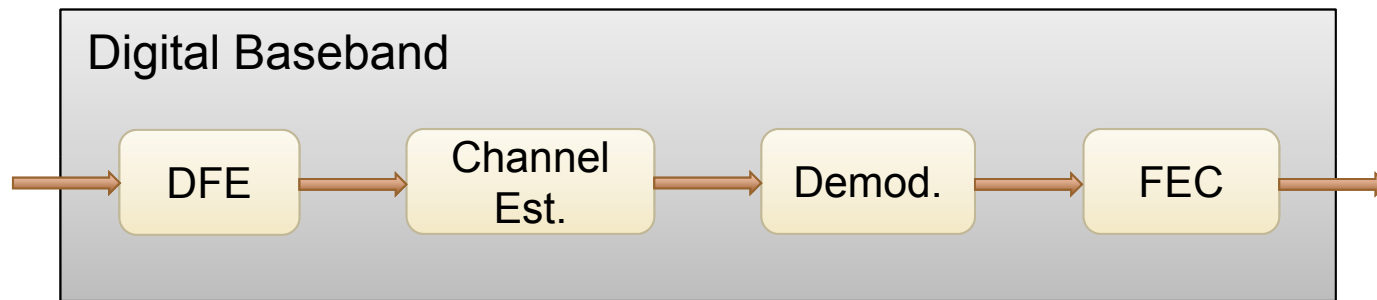 Digital Baseband
DFE
Channel
Est.
Demod.
FEC